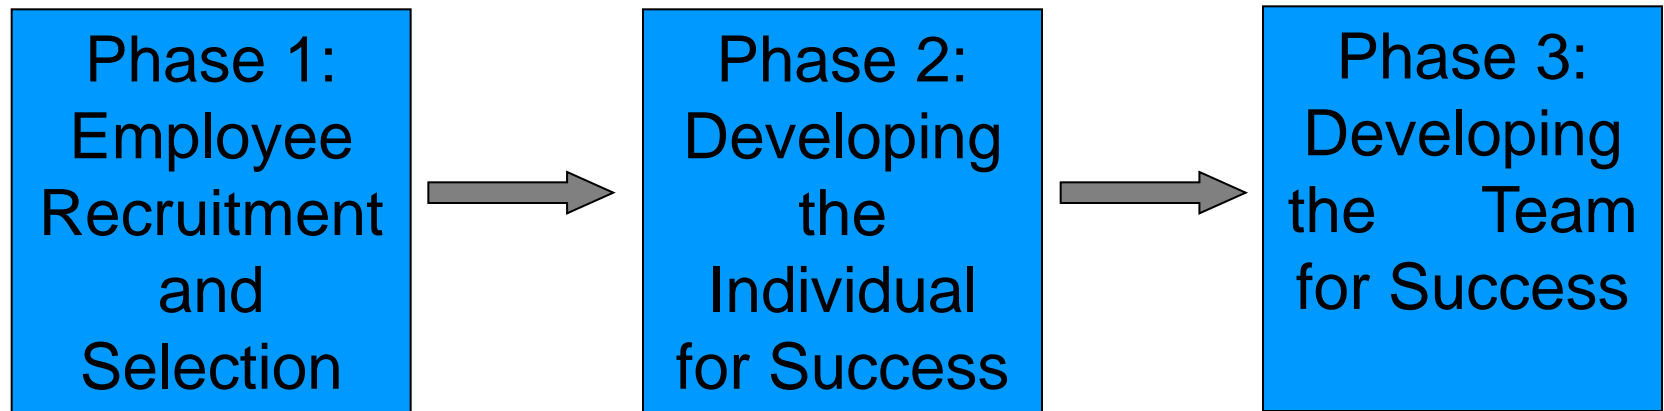 Phase 1:
Employee
Recruitment
and
Selection
Phase 2:
Developing
the
Individual
for Success
Phase 3:
Developing
the Team
for Success